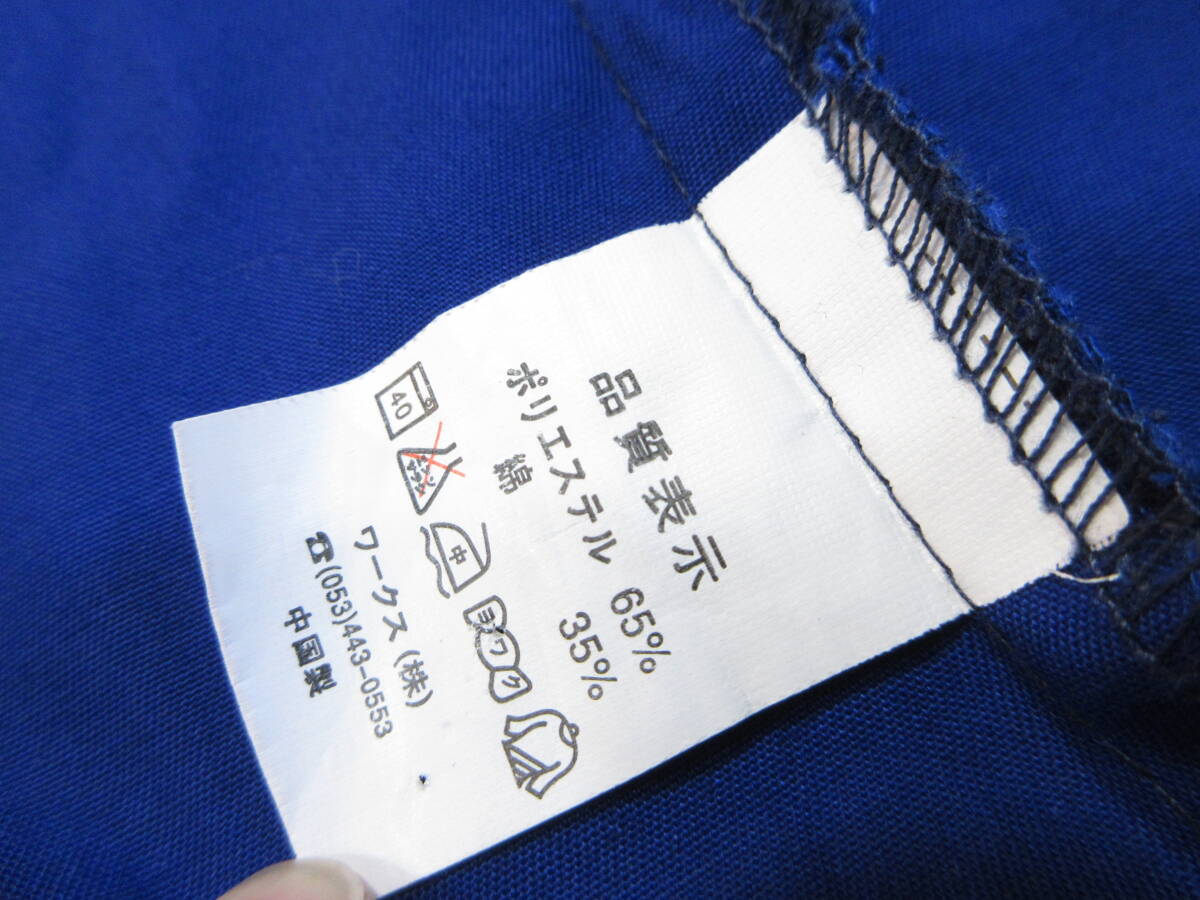 品質表示
ポリエステル 65%
綿 35%
40
中
ワークス(株)
☎(053)443-0553
中国製